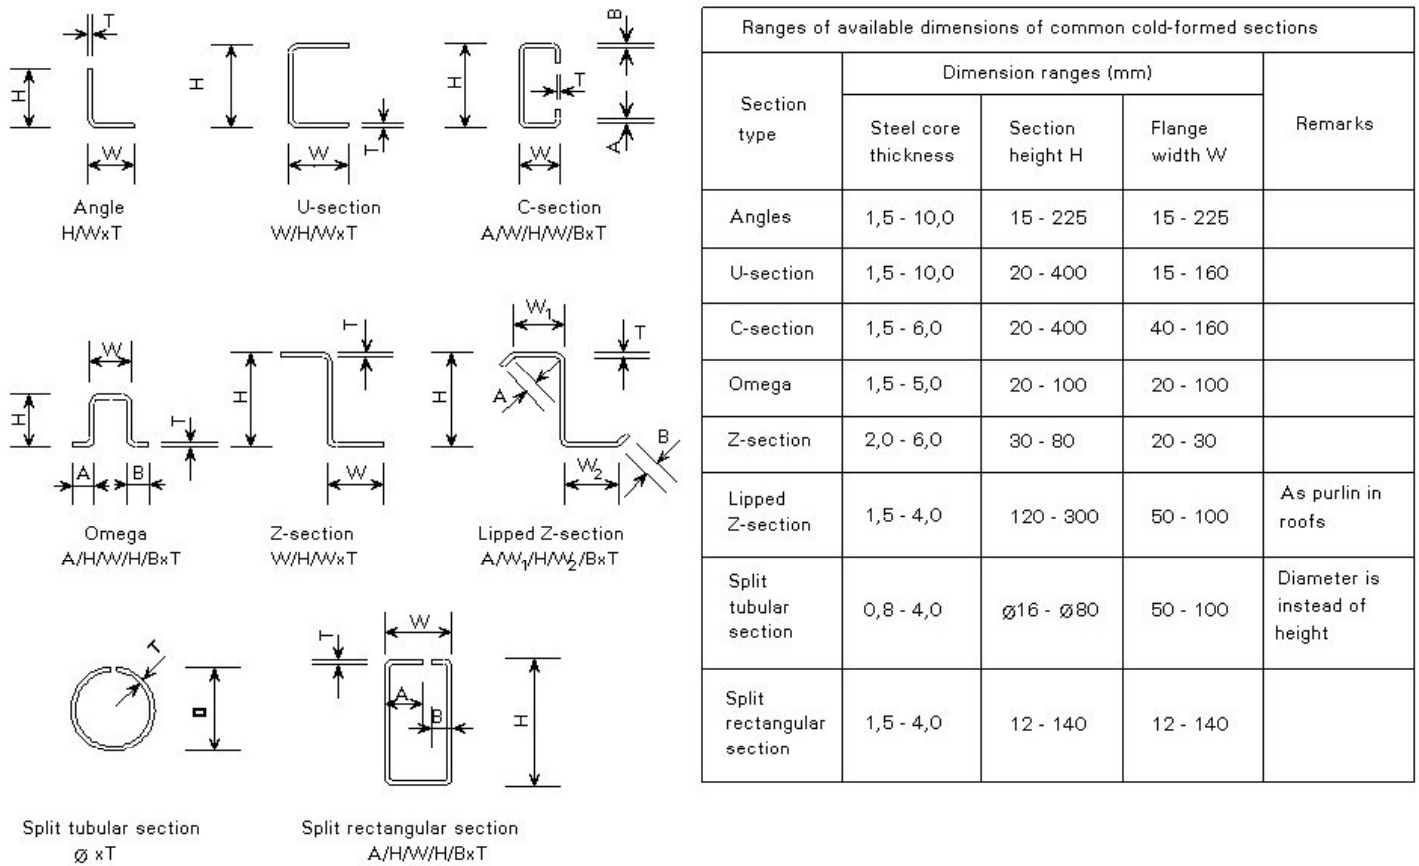 T
H
W
Angle
H/WxT
H
W
T
U-section
W/H/WxT
B
H
T
W
A
C-section
A/W/H/W/BxT
W
H
T
A
B
Omega
A/H/W/H/BxT
T
H
W
Z-section
W/H/WxT
W1
T
H
A
B
W2
Lipped Z-section
A/W1/H/W2/BxT
T
D
Split tubular section
Ø xT
W
T
A
B
H
Split rectangular section
A/H/W/H/BxT
Ranges of available dimensions of common cold-formed sections
Section
type
Dimension ranges (mm)
Remarks
Steel core
thickness
Section
height H
Flange
width W
Angles 1,5 - 10,0 15 - 225 15 - 225
U-section 1,5 - 10,0 20 - 400 15 - 160
C-section 1,5 - 6,0 20 - 400 40 - 160
Omega 1,5 - 5,0 20 - 100 20 - 100
Z-section 2,0 - 6,0 30 - 80 20 - 30
Lipped
Z-section
1,5 - 4,0 120 - 300 50 - 100
As purlin in
roofs
Split
tubular
section
0,8 - 4,0 Ø16 - Ø80 50 - 100
Diameter is
instead of
height
Split
rectangular
section
1,5 - 4,0 12 - 140 12 - 140